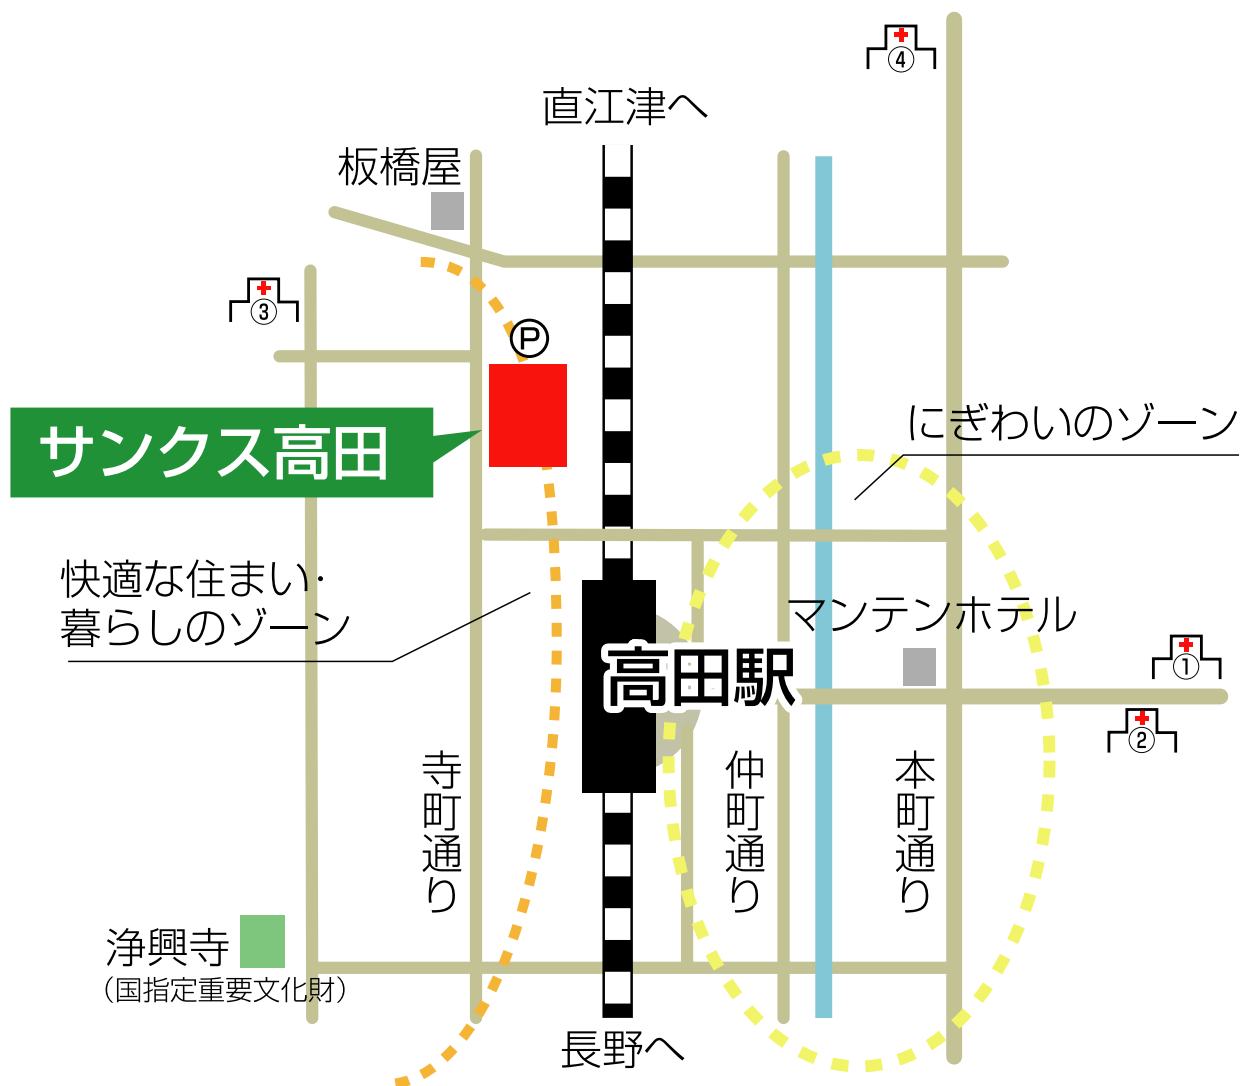 ④
直江津へ
板橋屋
③
P
にぎわいのゾーン
サンクス高田
快適な住まい・
暮らしのゾーン
マンテンホテル
①
高田駅
②
寺町通り
仲町通り
本町通り
浄興寺
（国指定重要文化財）
長野へ